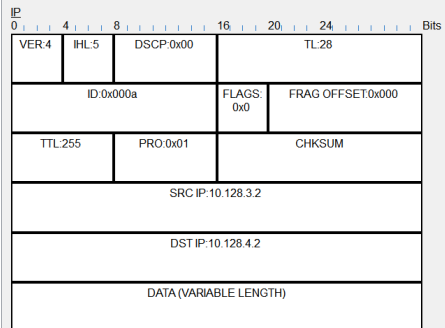 IP
0 4 8 16 20 24 Bits
VER:4 IHL:5 DSCP:0x00 TL:28
ID:0x000a FLAGS: FRAG OFFSET:0x000
0x0
TTL:255 PRO:0x01 CHKSUM
SRC IP:10.128.3.2
DST IP:10.128.4.2
DATA (VARIABLE LENGTH)